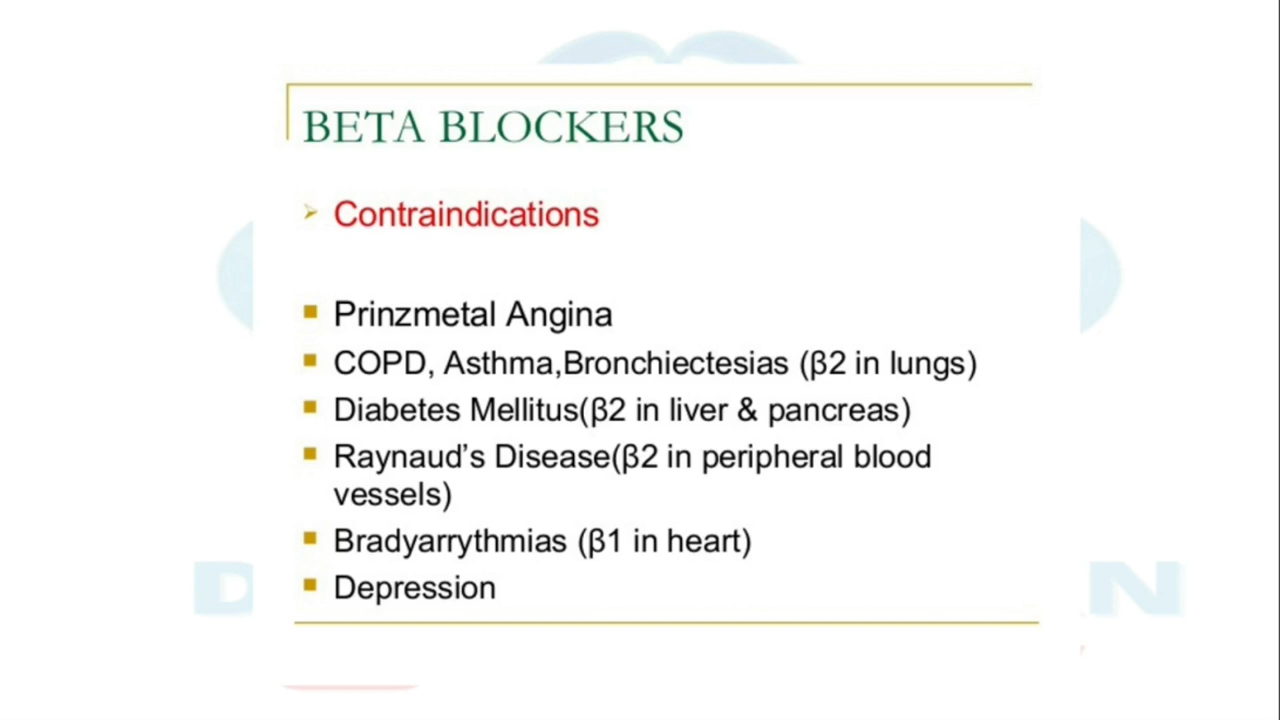 BETA BLOCKERS
Contraindications
Prinzmetal Angina
COPD, Asthma,Bronchiectesias (β2 in lungs)
Diabetes Mellitus(β2 in liver & pancreas)
Raynaud's Disease(β2 in peripheral blood
vessels)
Bradyarrythmias (β1 in heart)
Depression